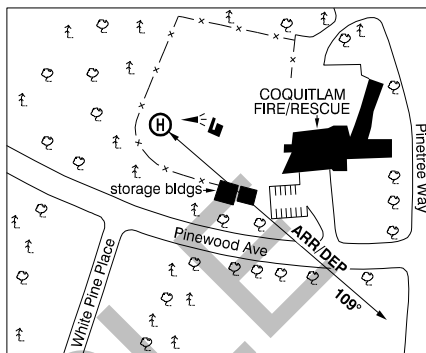 COQUITLAM
FIRE/RESCUE
H
Pinetree Way
storage bldgs
ARR/DEP
109°
Pinewood Ave
White Pine Place